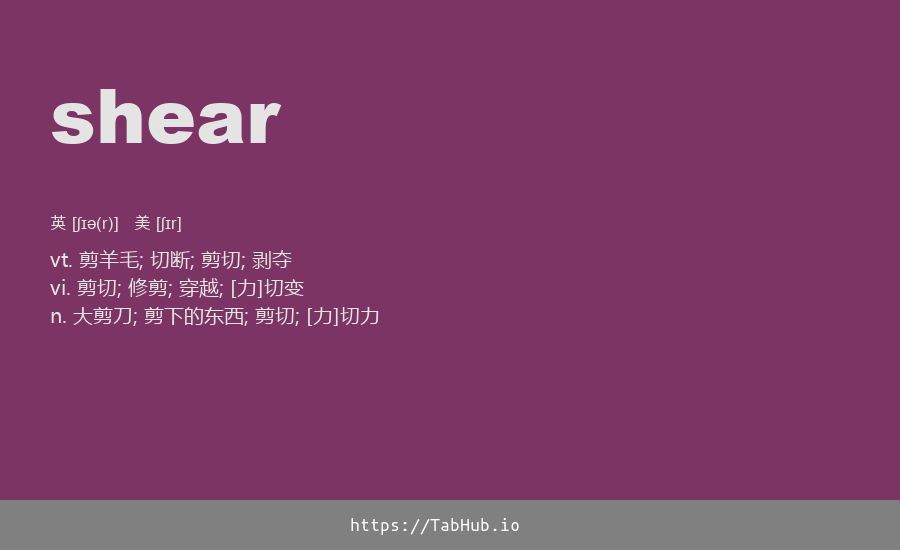 shear
英 [ʃɪə(r)] 美 [ʃɪr]
vt. 剪羊毛; 切断; 剪切; 剥夺
vi. 剪切; 修剪; 穿越; [力]切变
n. 大剪刀; 剪下的东西; 剪切; [力]切力
https://TabHub.io